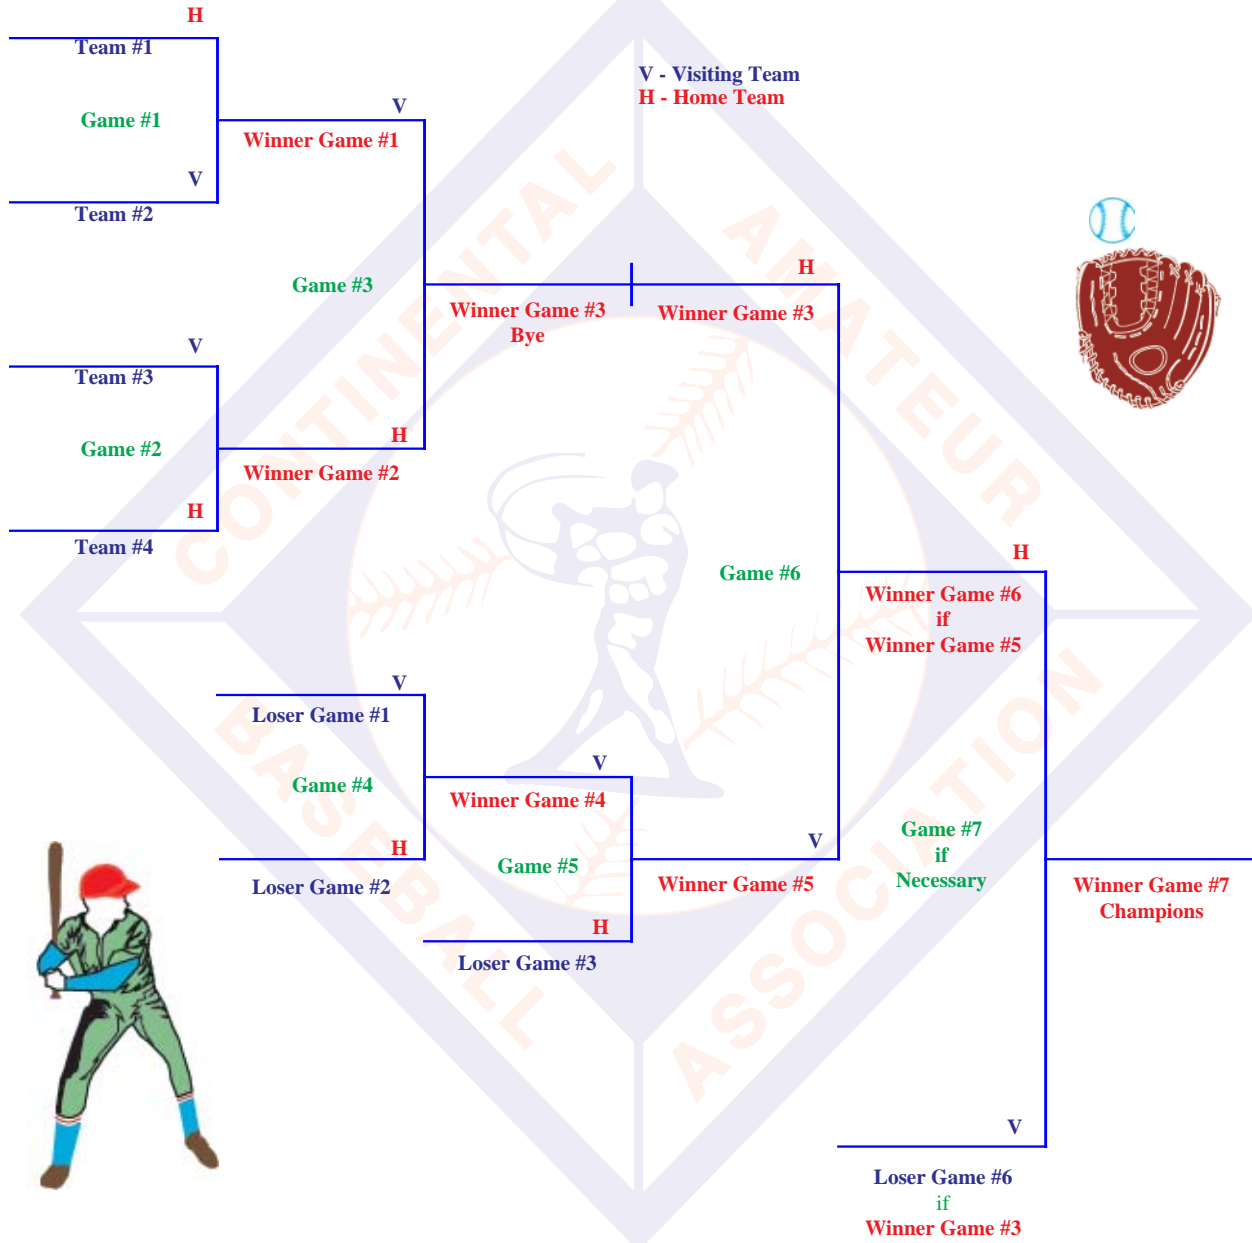 H
Team #1
V - Visiting Team
H - Home Team
V
Game #1
Winner Game #1
V
Team #2
H
Game #3
Winner Game #3
Bye
Winner Game #3
V
Team #3
H
Game #2
Winner Game #2
H
Team #4
H
Game #6
Winner Game #6
if
Winner Game #5
V
Loser Game #1
V
Game #4
Winner Game #4
H
Loser Game #2
V
Game #5
Winner Game #5
H
Loser Game #3
Game #7
if
Necessary
Winner Game #7
Champions
V
Loser Game #6
if
Winner Game #3
CONTINENTAL
AMATEUR
BASEBALL
ASSOCIATION